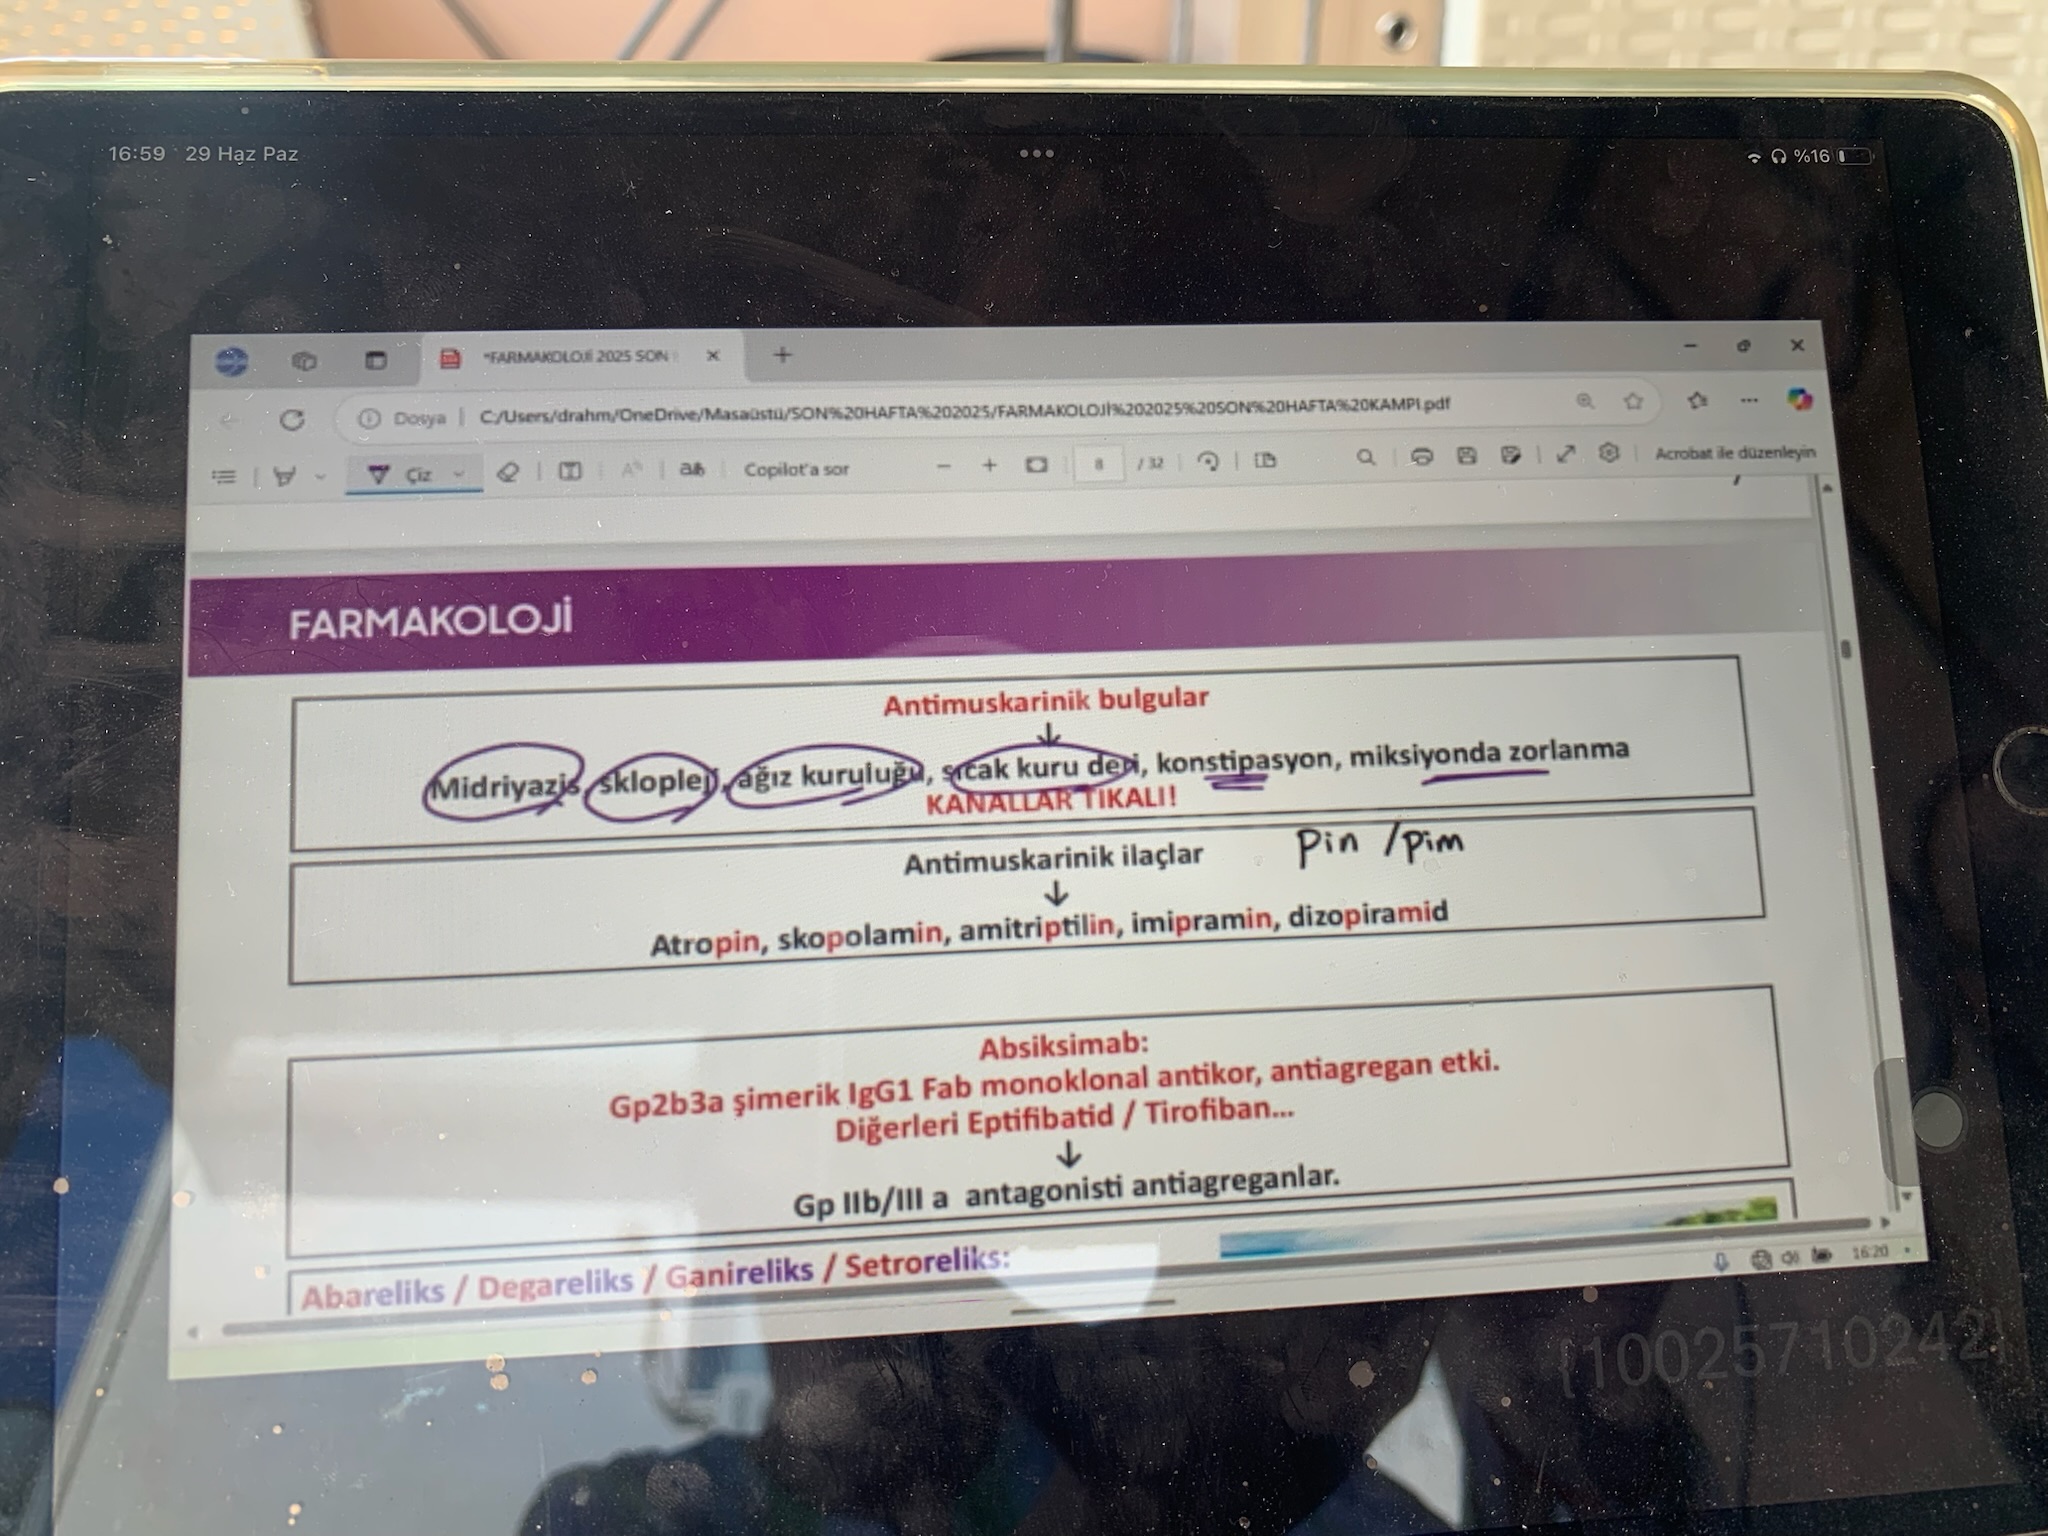 16:59 29 Haz Paz
%16
*FARMAKOLOJİ 2025 SON
Dosya | C:/Users/drahm/OneDrive/Masaüstü/SON%20HAFTA%202025/FARMAKOLOJİ%202025%20SON%20HAFTA%20KAMPI.pdf
Çiz
Copilot'a sor
8 / 32
Acrobat ile düzenleyin
FARMAKOLOJİ
Antimuskarinik bulgular
↓
Midriyazis, sklopleji, ağız kuruluğu, sıcak kuru deri, konstipasyon, miksiyonda zorlanma
KANALLAR TIKALI!
Antimuskarinik ilaçlar Pin /pim
↓
Atropin, skopolamin, amitriptilin, imipramin, dizopiramid
Absiksimab:
Gp2b3a şimerik IgG1 Fab monoklonal antikor, antiagregan etki.
Diğerleri Eptifibatid / Tirofiban...
↓
Gp IIb/III a antagonisti antiagreganlar.
Abareliks / Degareliks / Ganireliks / Setroreliks:
16:20
{10025710242}